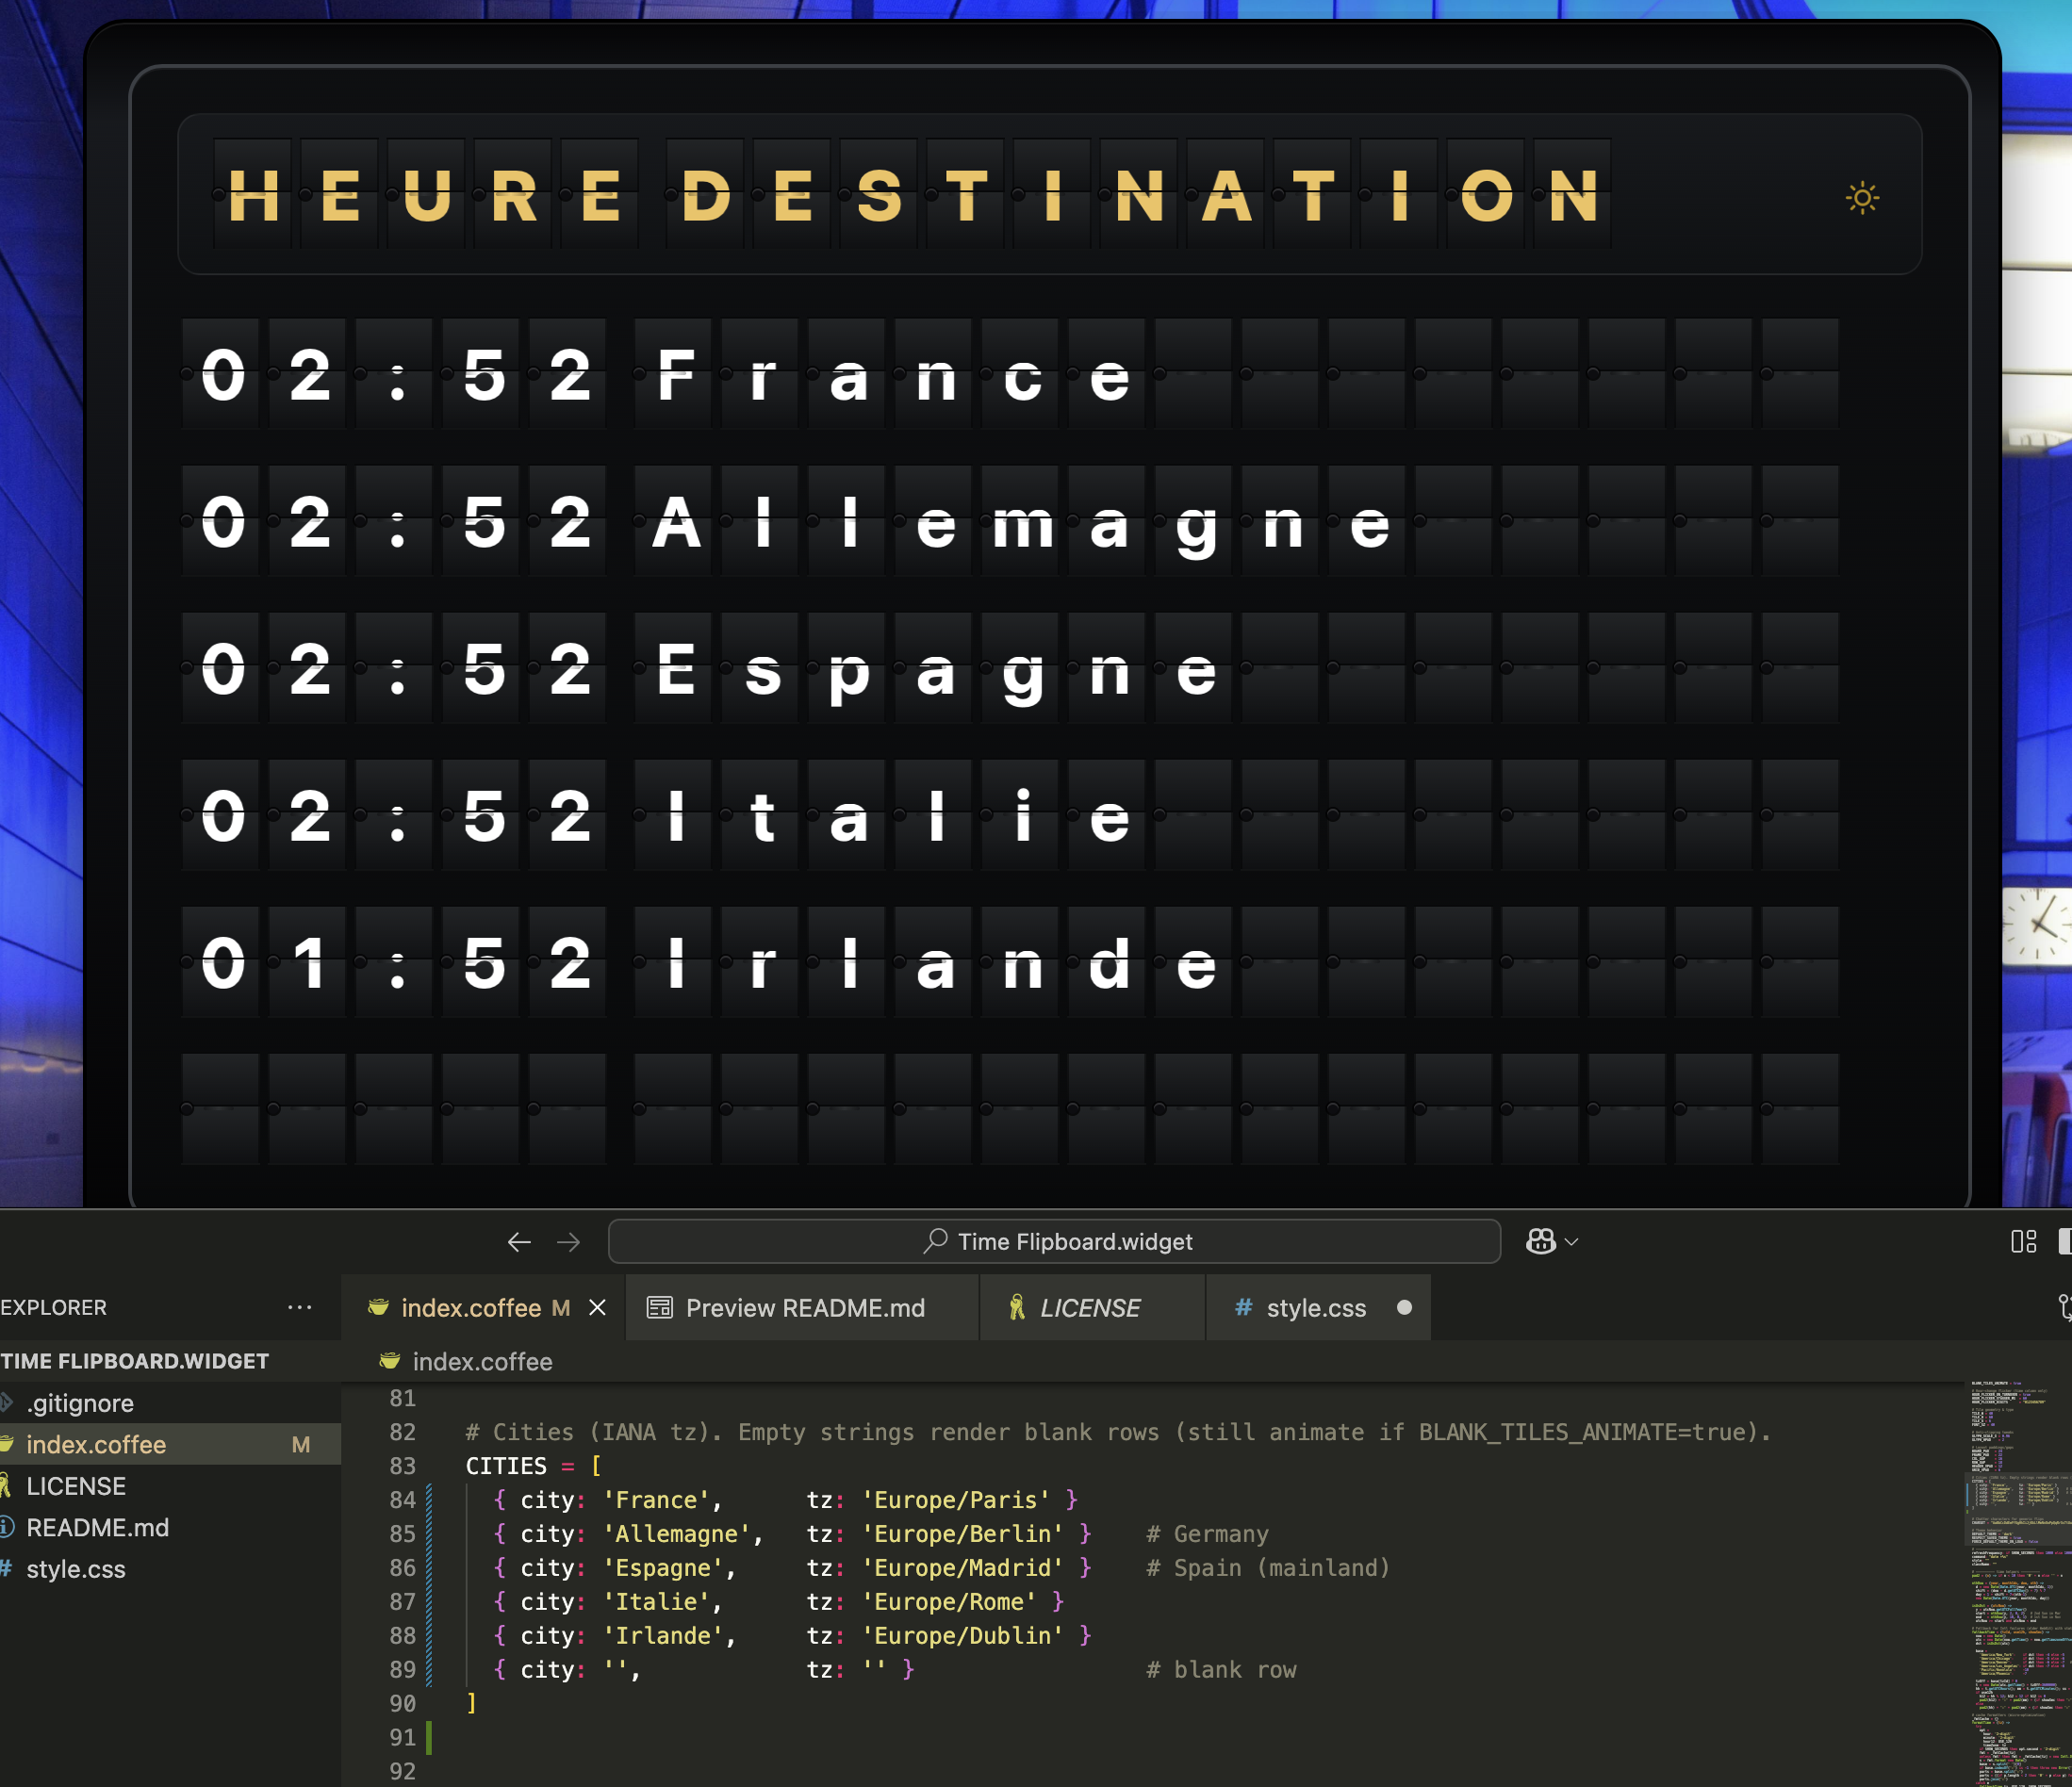 HEURE DESTINATION
02:52 France
02:52 Allemagne
02:52 Espagne
02:52 Italie
01:52 Irlande
Time Flipboard.widget
EXPLORER ···
index.coffee M
Preview README.md
LICENSE
# style.css
TIME FLIPBOARD.WIDGET
index.coffee
.gitignore
index.coffee M
LICENSE
README.md
# style.css
81
82 # Cities (IANA tz). Empty strings render blank rows (still animate if BLANK_TILES_ANIMATE=true).
83 CITIES = [
84 { city: 'France', tz: 'Europe/Paris' }
85 { city: 'Allemagne', tz: 'Europe/Berlin' } # Germany
86 { city: 'Espagne', tz: 'Europe/Madrid' } # Spain (mainland)
87 { city: 'Italie', tz: 'Europe/Rome' }
88 { city: 'Irlande', tz: 'Europe/Dublin' }
89 { city: '', tz: '' } # blank row
90 ]
91
92